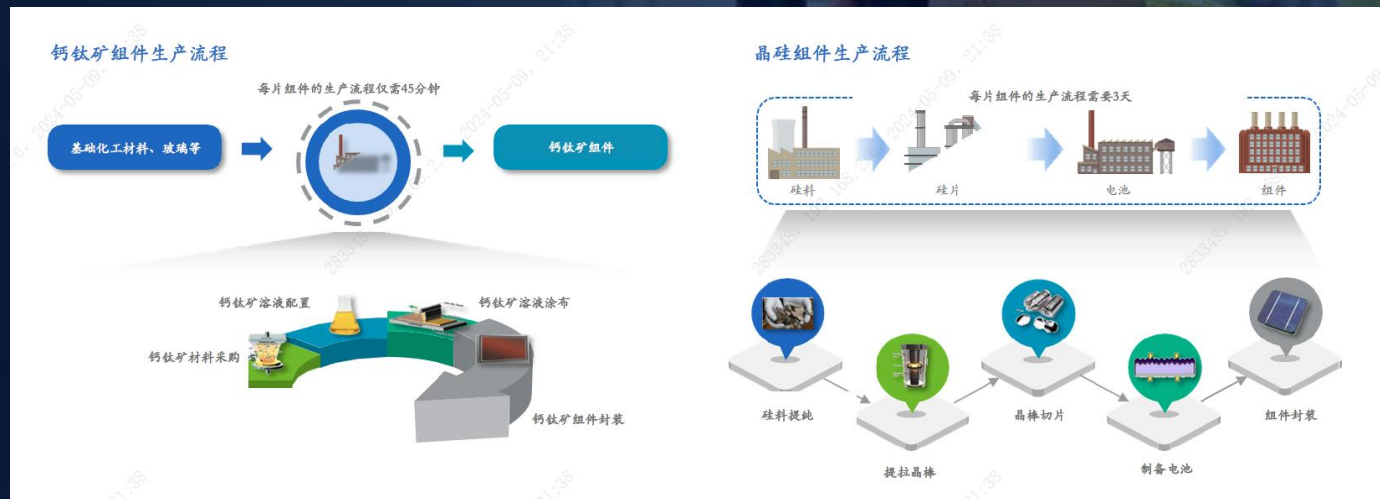 钙钛矿组件生产流程
每片组件的生产流程仅需45分钟
基础化工材料、玻璃等
钙钛矿组件
钙钛矿溶液配置
钙钛矿溶液涂布
钙钛矿材料采购
钙钛矿组件封装
晶硅组件生产流程
每片组件的生产流程需要3天
硅料
硅片
电池
组件
硅料提纯
晶棒切片
组件封装
提拉晶棒
制备电池